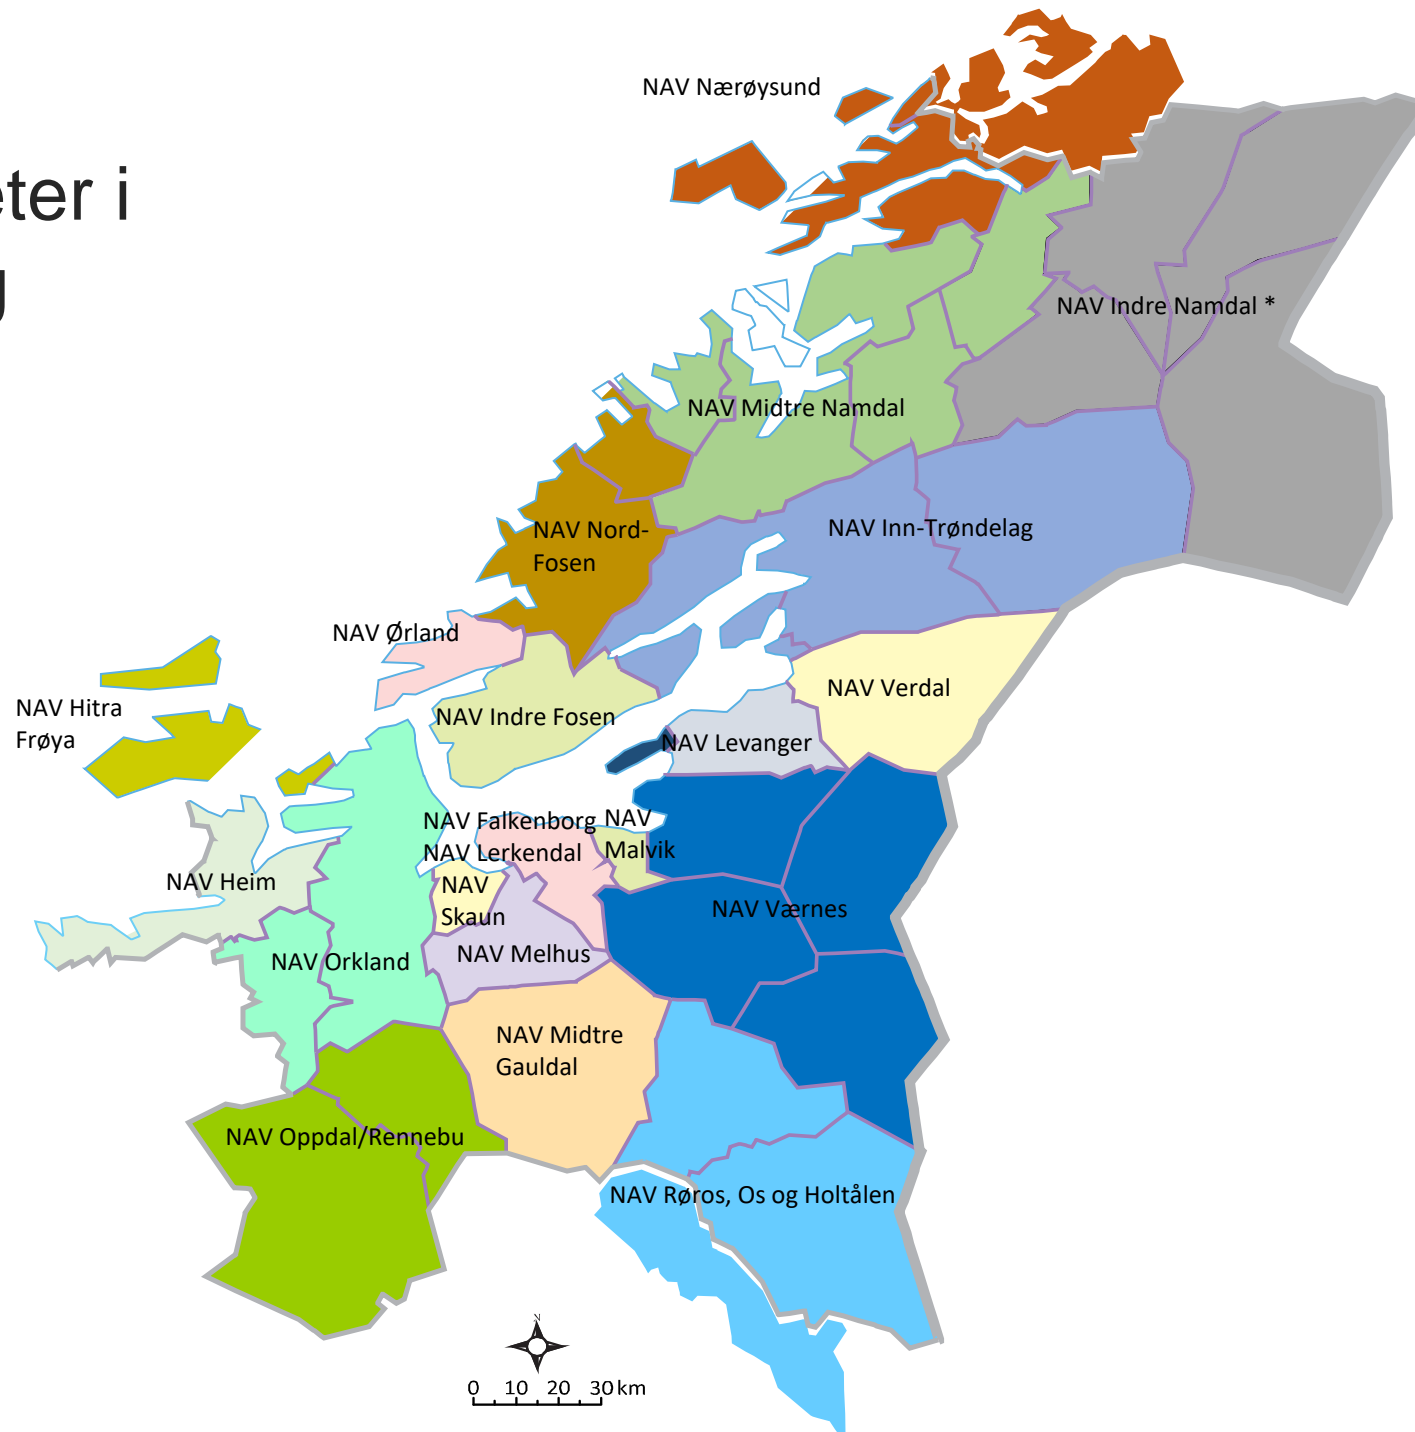 eter i
g
NAV Nærøysund
NAV Indre Namdal *
NAV Midtre Namdal
NAV Nord-
Fosen
NAV Inn-Trøndelag
NAV Ørland
NAV Verdal
NAV Hitra
Frøya
NAV Indre Fosen
NAV Levanger
NAV Falkenborg
NAV Lerkendal
NAV
Malvik
NAV Heim
NAV
Skaun
NAV Værnes
NAV Melhus
NAV Orkland
NAV Midtre
Gauldal
NAV Oppdal/Rennebu
NAV Røros, Os og Holtålen
N
0 10 20 30 km